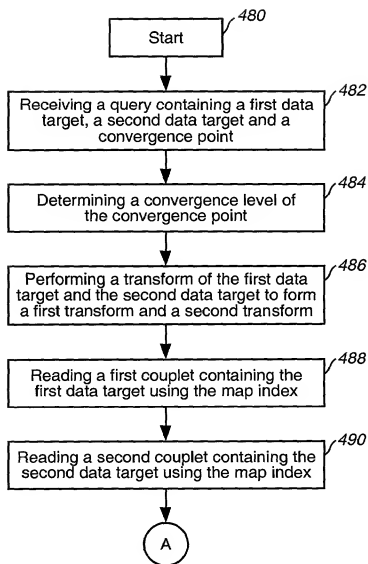 480
Start
482
Receiving a query containing a first data
target, a second data target and a
convergence point
484
Determining a convergence level of
the convergence point
486
Performing a transform of the first data
target and the second data target to form
a first transform and a second transform
488
Reading a first couplet containing the
first data target using the map index
490
Reading a second couplet containing the
second data target using the map index
A